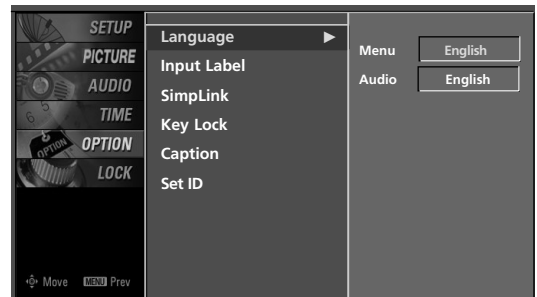 SETUP
PICTURE
AUDIO
TIME
OPTION
LOCK
Move MENU Prev
Language ▶
Input Label
SimpLink
Key Lock
Caption
Set ID
Menu English
Audio English